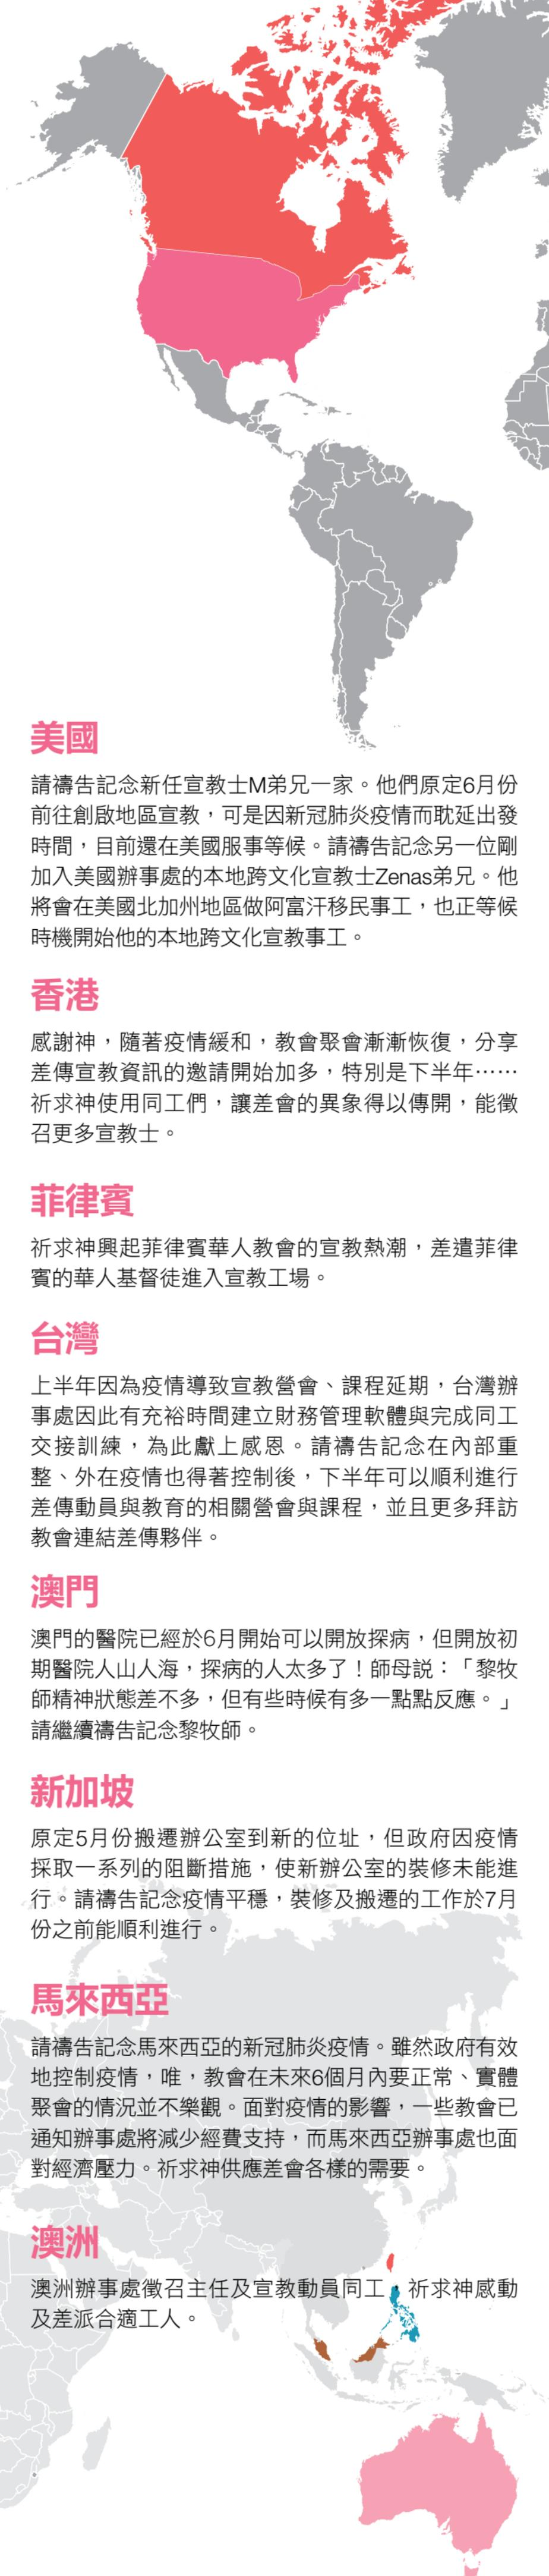 美國
請禱告記念新任宣教士M弟兄一家。他們原定6月份
前往創啟地區宣教，可是因新冠肺炎疫情而耽延出發
時間，目前還在美國服事等候。請禱告記念另一位剛
加入美國辦事處的本地跨文化宣教士Zenas弟兄。他
將會在美國北加州地區做阿富汗移民事工，也正等候
時機開始他的本地跨文化宣教事工。
香港
感謝神，隨著疫情緩和，教會聚會漸漸恢復，分享
差傳宣教資訊的邀請開始加多，特別是下半年⋯⋯
祈求神使用同工們，讓差會的異象得以傳開，能徵
召更多宣教士。
菲律賓
祈求神興起菲律賓華人教會的宣教熱潮，差遣菲律
賓的華人基督徒進入宣教工場。
台灣
上半年因為疫情導致宣教營會、課程延期，台灣辦
事處因此有充裕時間建立財務管理軟體與完成同工
交接訓練，為此獻上感恩。請禱告記念在內部重
整、外在疫情也得著控制後，下半年可以順利進行
差傳動員與教育的相關營會與課程，並且更多拜訪
教會連結差傳夥伴。
澳門
澳門的醫院已經於6月開始可以開放探病，但開放初
期醫院人山人海，探病的人太多了！師母説：「黎牧
師精神狀態差不多，但有些時候有多一點點反應。」
請繼續禱告記念黎牧師。
新加坡
原定5月份搬遷辦公室到新的位址，但政府因疫情
採取一系列的阻斷措施，使新辦公室的裝修未能進
行。請禱告記念疫情平穩，裝修及搬遷的工作於7月
份之前能順利進行。
馬來西亞
請禱告記念馬來西亞的新冠肺炎疫情。雖然政府有效
地控制疫情，唯，教會在未來6個月內要正常、實體
聚會的情況並不樂觀。面對疫情的影響，一些教會已
通知辦事處將減少經費支持，而馬來西亞辦事處也面
對經濟壓力。祈求神供應差會各樣的需要。
澳洲
澳洲辦事處徵召主任及宣教動員同工，祈求神感動
及差派合適工人。